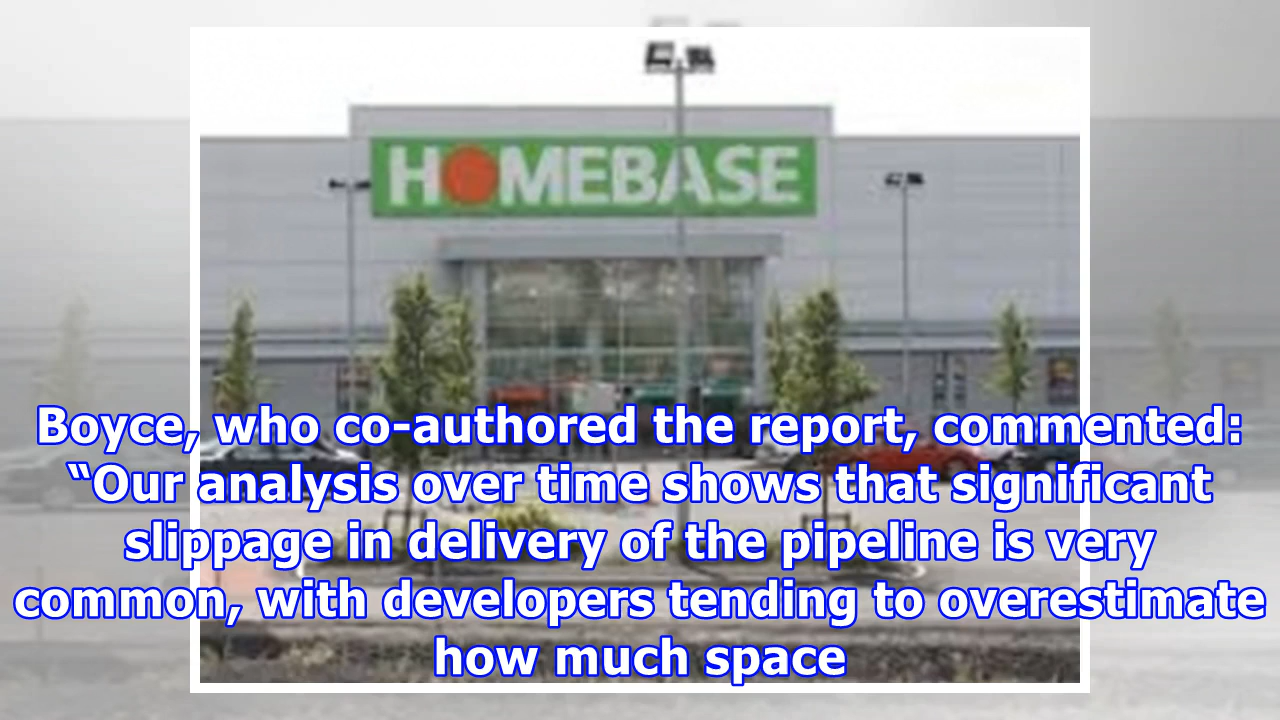 HOMEBASE
Boyce, who co-authored the report, commented:
“Our analysis over time shows that significant
slippage in delivery of the pipeline is very
common, with developers tending to overestimate
how much space